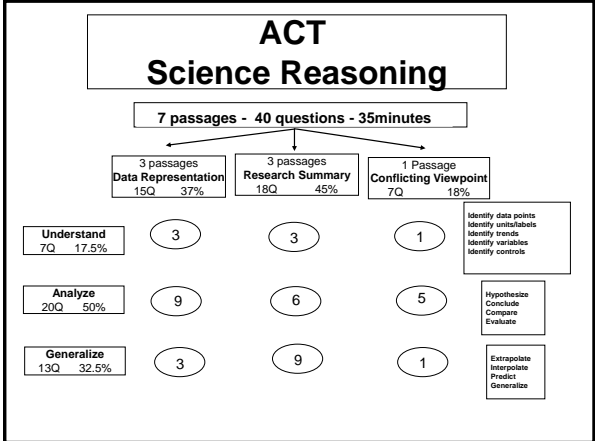 ACT
Science Reasoning
7 passages - 40 questions - 35minutes
3 passages
Data Representation
15Q 37%
3 passages
Research Summary
18Q 45%
1 Passage
Conflicting Viewpoint
7Q 18%
Understand
7Q 17.5%
3
3
1
Identify data points
Identify units/labels
Identify trends
Identify variables
Identify controls
Analyze
20Q 50%
9
6
5
Hypothesize
Conclude
Compare
Evaluate
Generalize
13Q 32.5%
3
9
1
Extrapolate
Interpolate
Predict
Generalize